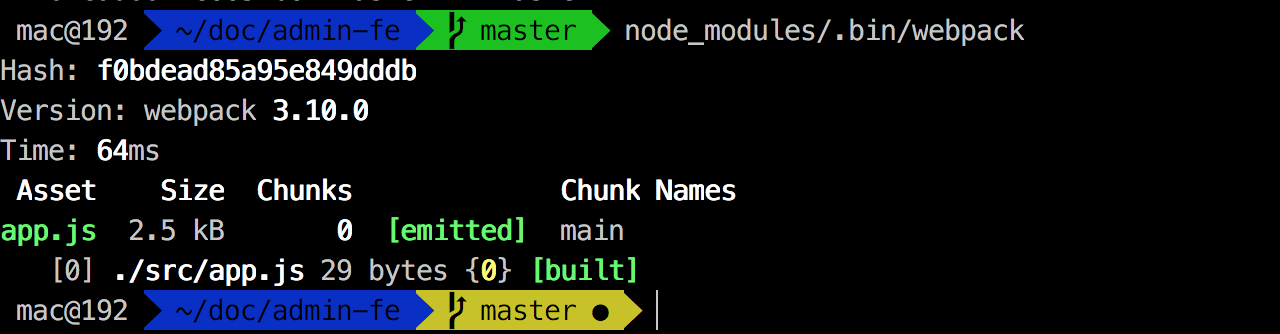 mac@192 ~/doc/admin-fe master node_modules/.bin/webpack
Hash: f0bdead85a95e849dddb
Version: webpack 3.10.0
Time: 64ms
Asset Size Chunks Chunk Names
app.js 2.5 kB 0 [emitted] main
[0] ./src/app.js 29 bytes {0} [built]
mac@192 ~/doc/admin-fe master ●